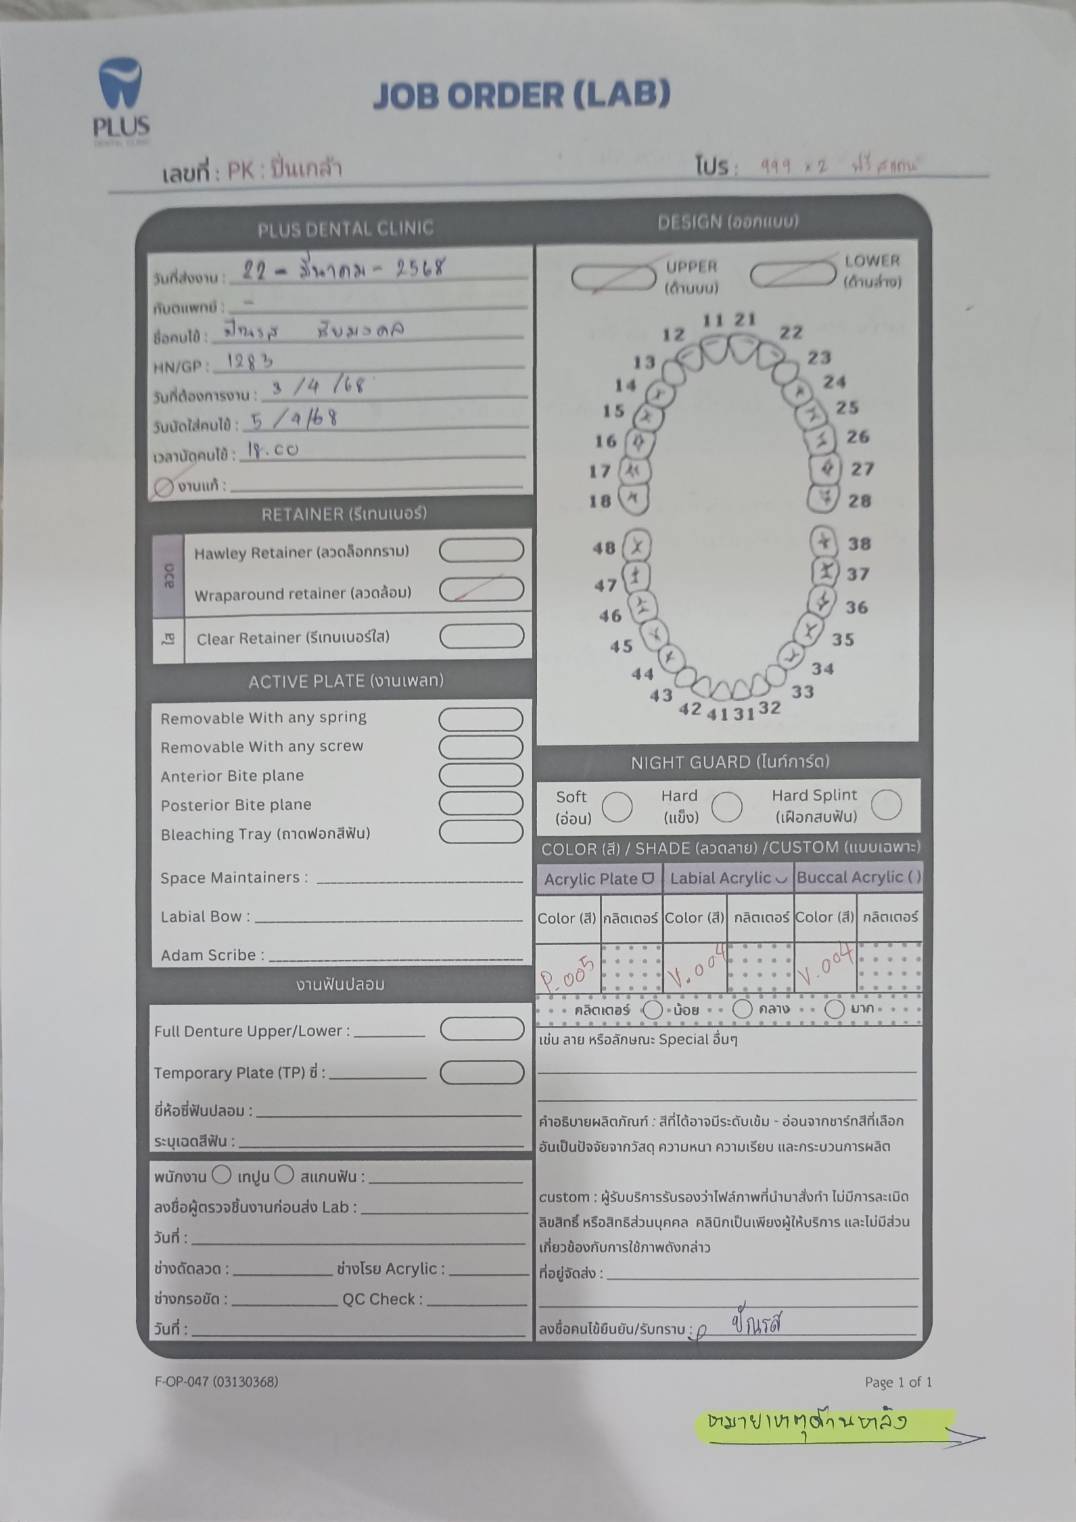 PLUS
DENTAL CLINIC
JOB ORDER (LAB)
เลขที่ : PK : ปิ่นเกล้า
โปร : 999 x 2 ฟรี สแกน
PLUS DENTAL CLINIC
วันที่ส่งงาน : 22 - มีนาคม - 2568
ทันตแพทย์ : -
ชื่อคนไข้ :
HN/GP : 1283
วันที่ต้องการงาน : 3 /4 /68
วันนัดใส่คนไข้ : 5 / 4 /68
เวลานัดคนไข้ : 18.00
งานแก้ :
RETAINER (รีเทนเนอร์)
ลวด
Hawley Retainer (ลวดล็อกกราม)
Wraparound retainer (ลวดล้อม)
ใส
Clear Retainer (รีเทนเนอร์ใส)
ACTIVE PLATE (งานเพลท)
Removable With any spring
Removable With any screw
Anterior Bite plane
Posterior Bite plane
Bleaching Tray (ถาดฟอกสีฟัน)
Space Maintainers :
Labial Bow :
Adam Scribe :
งานฟันปลอม
Full Denture Upper/Lower :
Temporary Plate (TP) ซี่ :
ยี่ห้อซี่ฟันปลอม :
ระบุเฉดสีฟัน :
พนักงาน เทปูน สแกนฟัน :
ลงชื่อผู้ตรวจชิ้นงานก่อนส่ง Lab :
วันที่ :
ช่างดัดลวด : ช่างโรย Acrylic :
ช่างกรอขัด : QC Check :
วันที่ :
DESIGN (ออกแบบ)
UPPER
(ด้านบน)
LOWER
(ด้านล่าง)
11 21
12 22
13 23
14 24
15 25
16 26
17 27
18 28
48 38
47 37
46 36
45 35
44 34
43 33
42 41 31 32
NIGHT GUARD (ไนท์การ์ด)
Soft
(อ่อน)
Hard
(แข็ง)
Hard Splint
(เฝือกสบฟัน)
COLOR (สี) / SHADE (ลวดลาย) /CUSTOM (แบบเฉพาะ)
Acrylic Plate Labial Acrylic Buccal Acrylic ( )
Color (สี) กลิตเตอร์ Color (สี) กลิตเตอร์ Color (สี) กลิตเตอร์
P.005 V.004 V.004
กลิตเตอร์ น้อย กลาง มาก
เช่น ลาย หรือลักษณะ Special อื่นๆ
คำอธิบายผลิตภัณฑ์ : สีที่ได้อาจมีระดับเข้ม - อ่อนจากชาร์ทสีที่เลือก
อันเป็นปัจจัยจากวัสดุ ความหนา ความเรียบ และกระบวนการผลิต
custom : ผู้รับบริการรับรองว่าไฟล์ภาพที่นำมาสั่งทำ ไม่มีการละเมิด
ลิขสิทธิ์ หรือสิทธิส่วนบุคคล คลินิกเป็นเพียงผู้ให้บริการ และไม่มีส่วน
เกี่ยวข้องกับการใช้ภาพดังกล่าว
ที่อยู่จัดส่ง :
ลงชื่อคนไข้ยืนยัน/รับทราบ :
F-OP-047 (03130368)
Page 1 of 1
หมายเหตุด้านหลัง